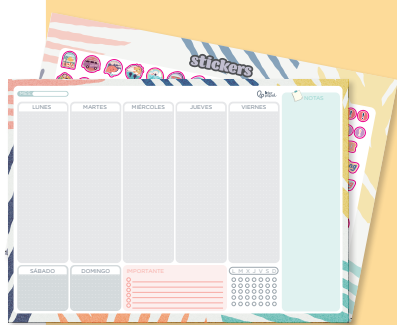 stickers
LUNES
MARTES
MIÉRCOLES
JUEVES
VIERNES
NOTAS
SÁBADO
DOMINGO
IMPORTANTE
L M X J V S D